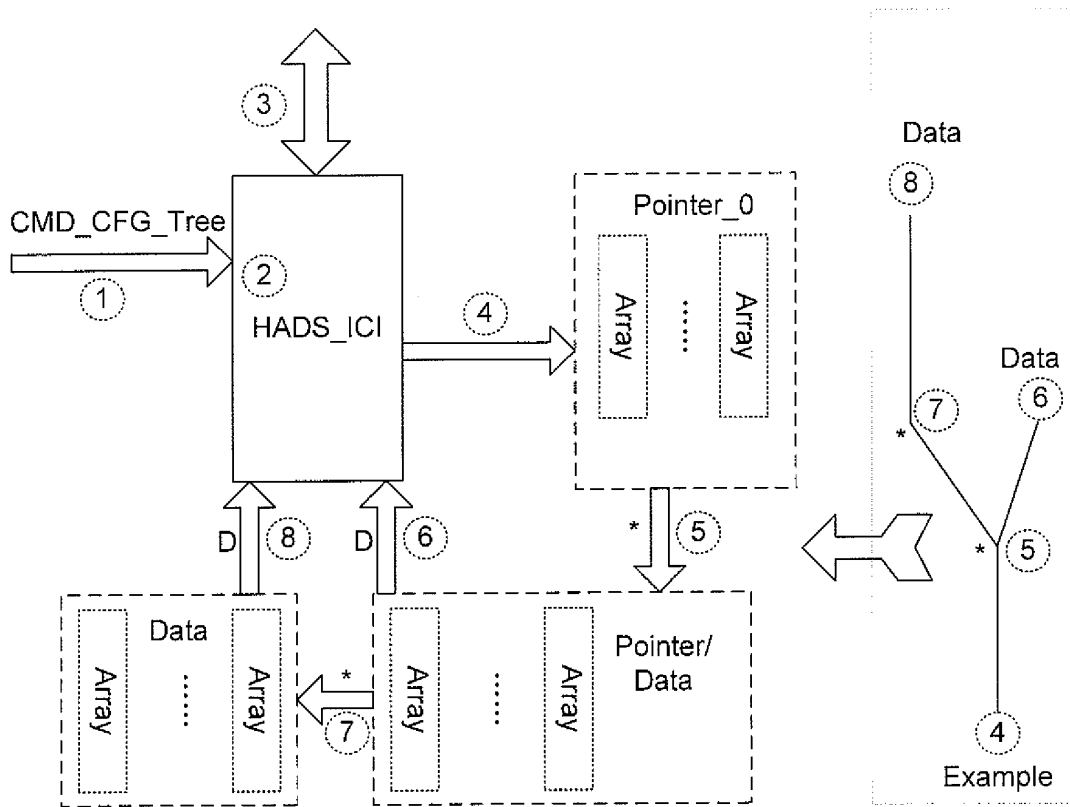 3
CMD_CFG_Tree
1
2
HADS_ICI
4
Pointer_0
Array
Array
* 5
D 8
D 6
Data
Array
Array
* 7
Pointer/
Data
Array
Array
Data
8
Data
6
7
*
* 5
4
Example